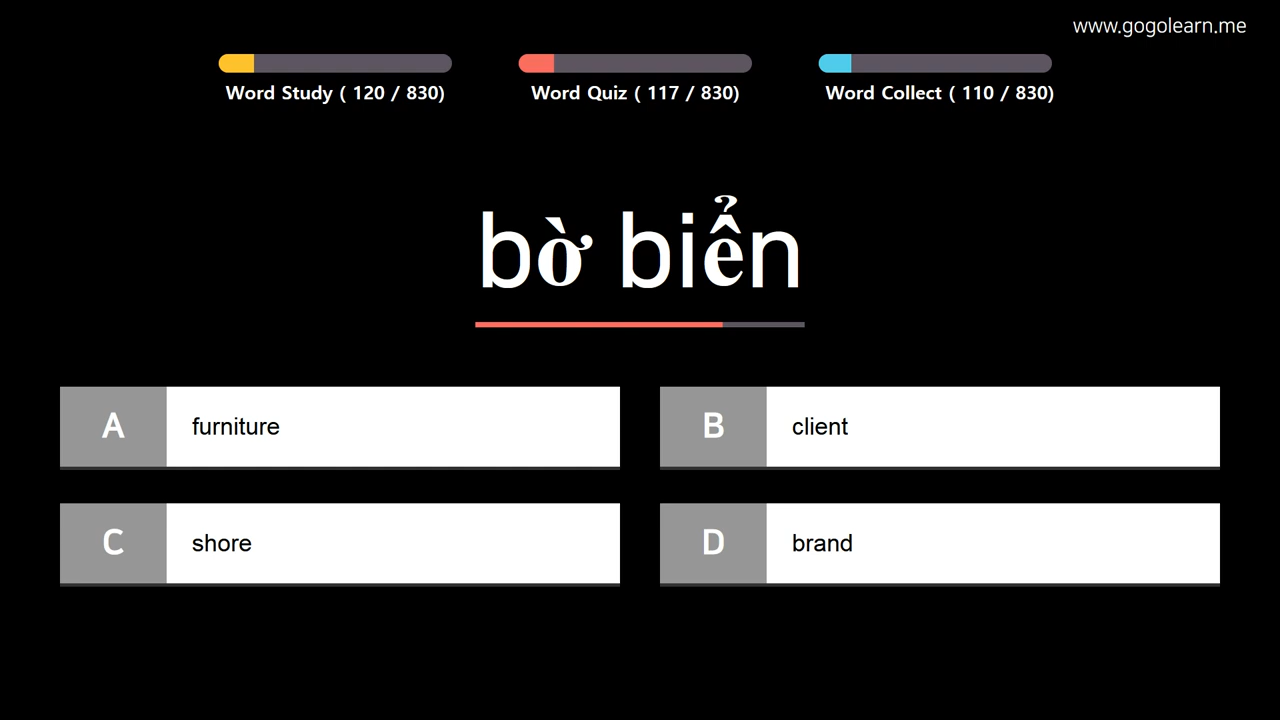 www.gogolearn.me
Word Study ( 120 / 830)
Word Quiz ( 117 / 830)
Word Collect ( 110 / 830)
bờ biển
A furniture
B client
C shore
D brand